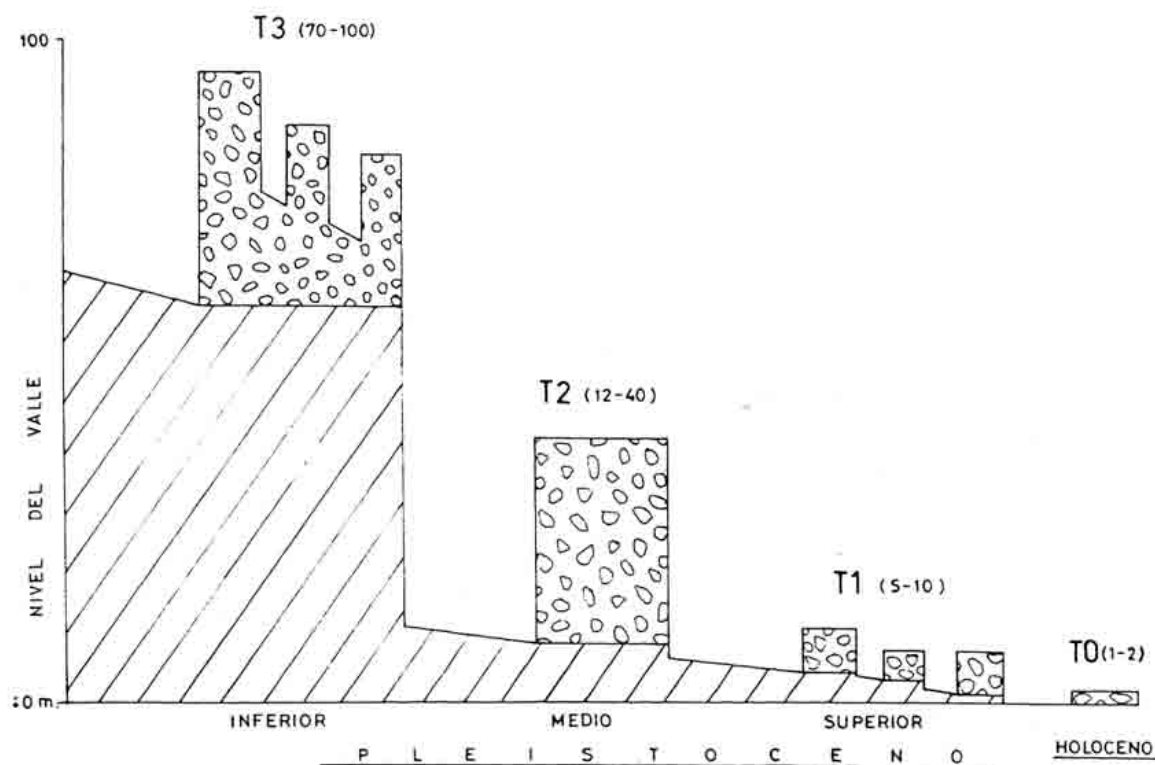 T3 (70-100)
100
T2 (12-40)
NIVEL DEL VALLE
T1 (5-10)
T0 (1-2)
±0 m.
INFERIOR MEDIO SUPERIOR
PLEISTOCENO HOLOCENO